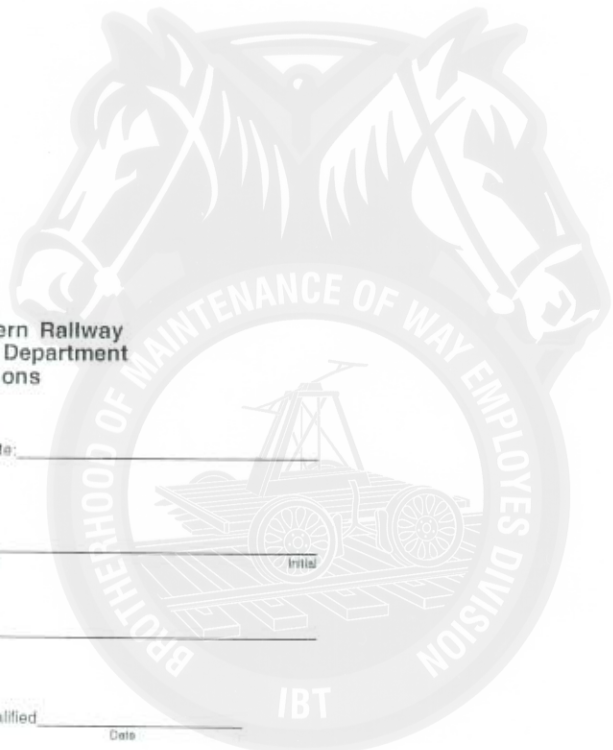 BROTHERHOOD OF MAINTENANCE OF WAY EMPLOYES DIVISION
IBT
ern Railway
Department
ons
te:
Initial
alified
Date